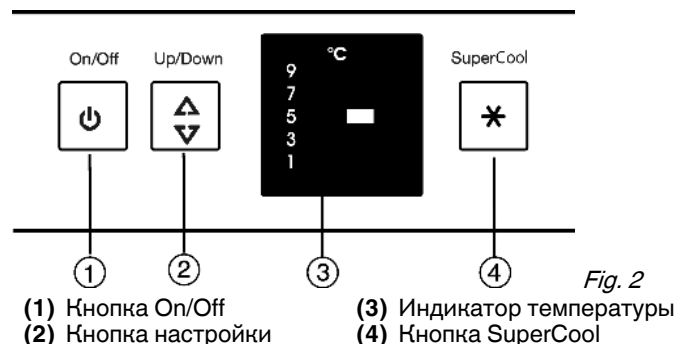 On/Off Up/Down °C SuperCool
9
7
5
3
1
1 2 3 4 Fig. 2
(1) Кнопка On/Off (3) Индикатор температуры
(2) Кнопка настройки (4) Кнопка SuperCool